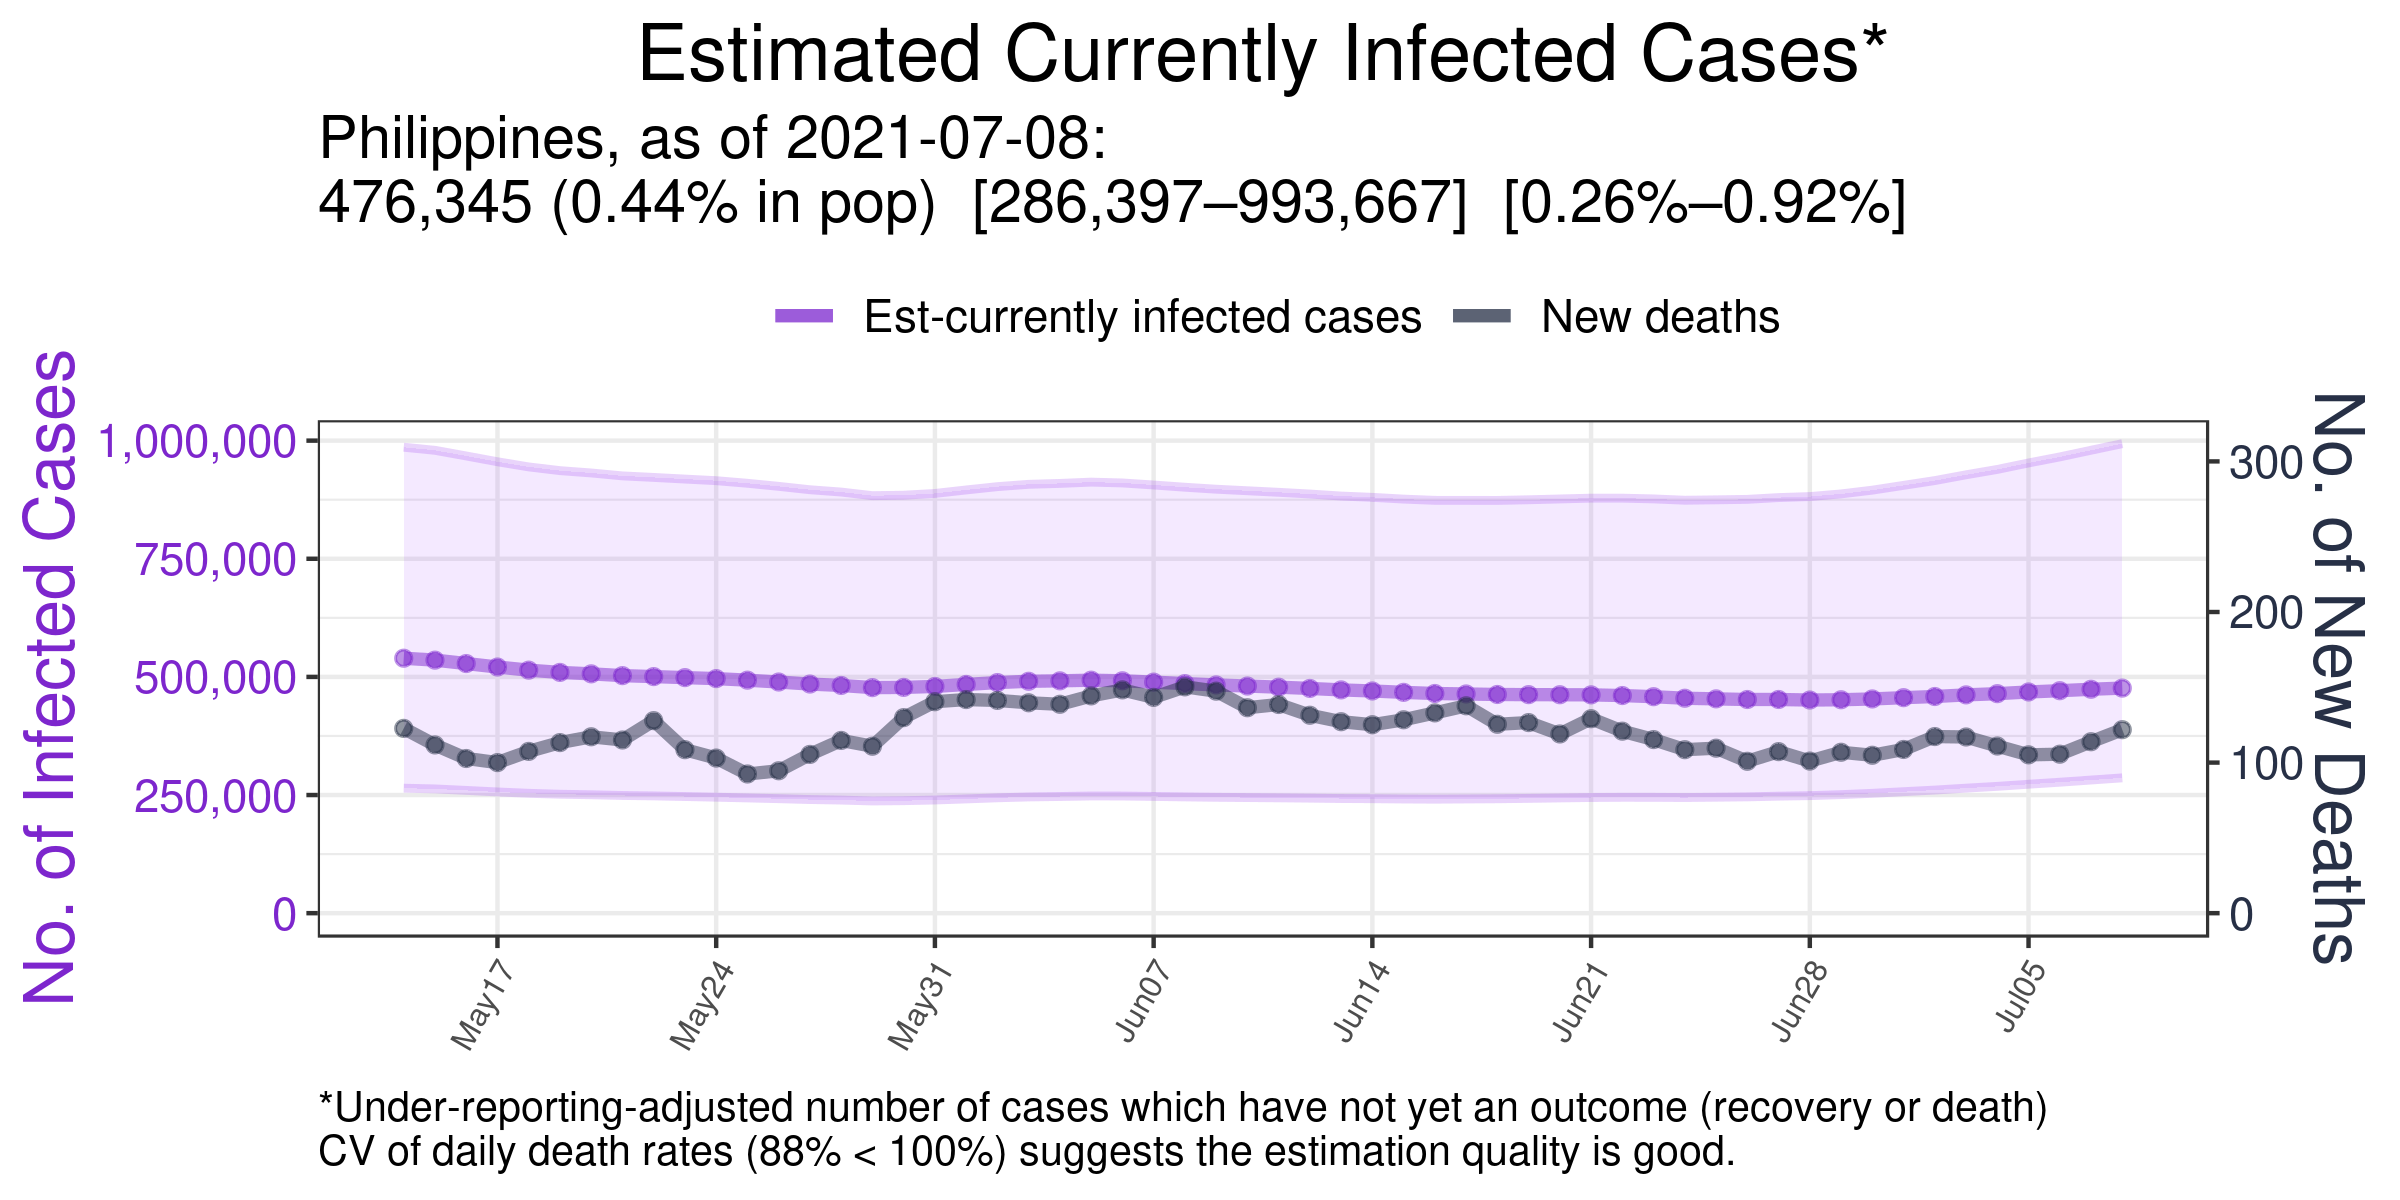 Estimated Currently Infected Cases*
Philippines, as of 2021-07-08:
476,345 (0.44% in pop)  [286,397–993,667]  [0.26%–0.92%]
Est-currently infected cases
New deaths
No. of Infected Cases
1,000,000
750,000
500,000
250,000
0
300
200
100
0
No. of New Deaths
May17
May24
May31
Jun07
Jun14
Jun21
Jun28
Jul05
*Under-reporting-adjusted number of cases which have not yet an outcome (recovery or death)
CV of daily death rates (88% < 100%) suggests the estimation quality is good.